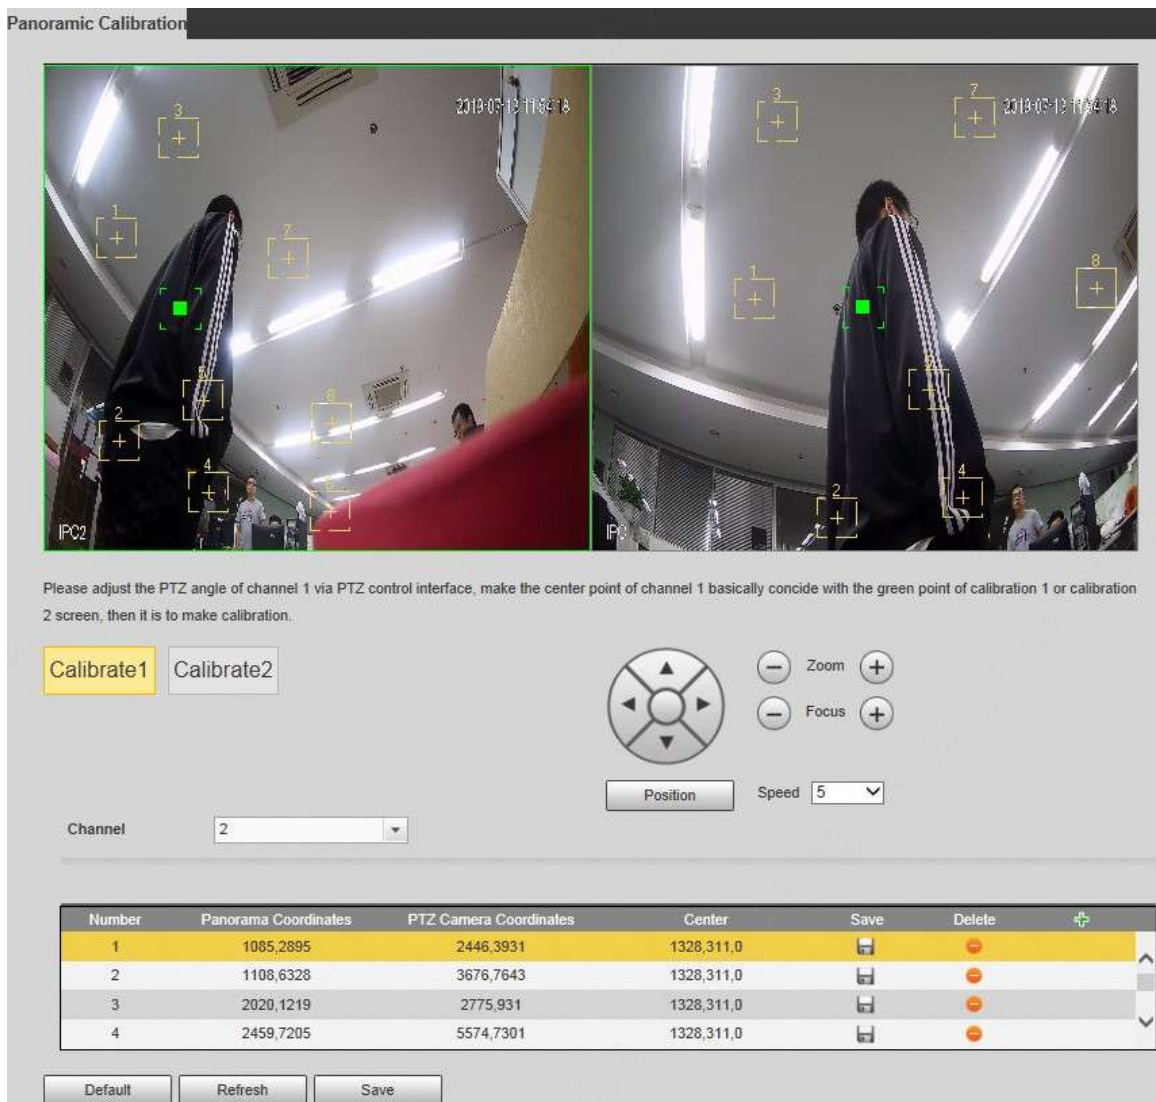 Panoramic Calibration
3
1
7
5
2
8
4
IPC2
3
7
1
8
2
4
IPC
Please adjust the PTZ angle of channel 1 via PTZ control interface, make the center point of channel 1 basically concide with the green point of calibration 1 or calibration
2 screen, then it is to make calibration.
Calibrate1 Calibrate2
Zoom
Focus
Position Speed 5
Channel 2
Number Panorama Coordinates PTZ Camera Coordinates Center Save Delete
1 1085,2895 2446,3931 1328,311,0
2 1108,6328 3676,7643 1328,311,0
3 2020,1219 2775,931 1328,311,0
4 2459,7205 5574,7301 1328,311,0
Default Refresh Save